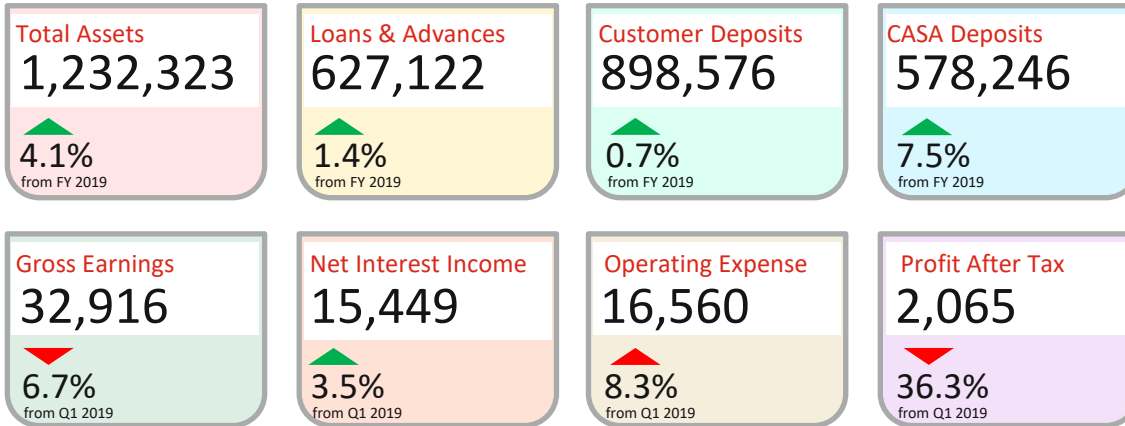 Total Assets
1,232,323
4.1%
from FY 2019
Loans & Advances
627,122
1.4%
from FY 2019
Customer Deposits
898,576
0.7%
from FY 2019
CASA Deposits
578,246
7.5%
from FY 2019
Gross Earnings
32,916
6.7%
from Q1 2019
Net Interest Income
15,449
3.5%
from Q1 2019
Operating Expense
16,560
8.3%
from Q1 2019
Profit After Tax
2,065
36.3%
from Q1 2019